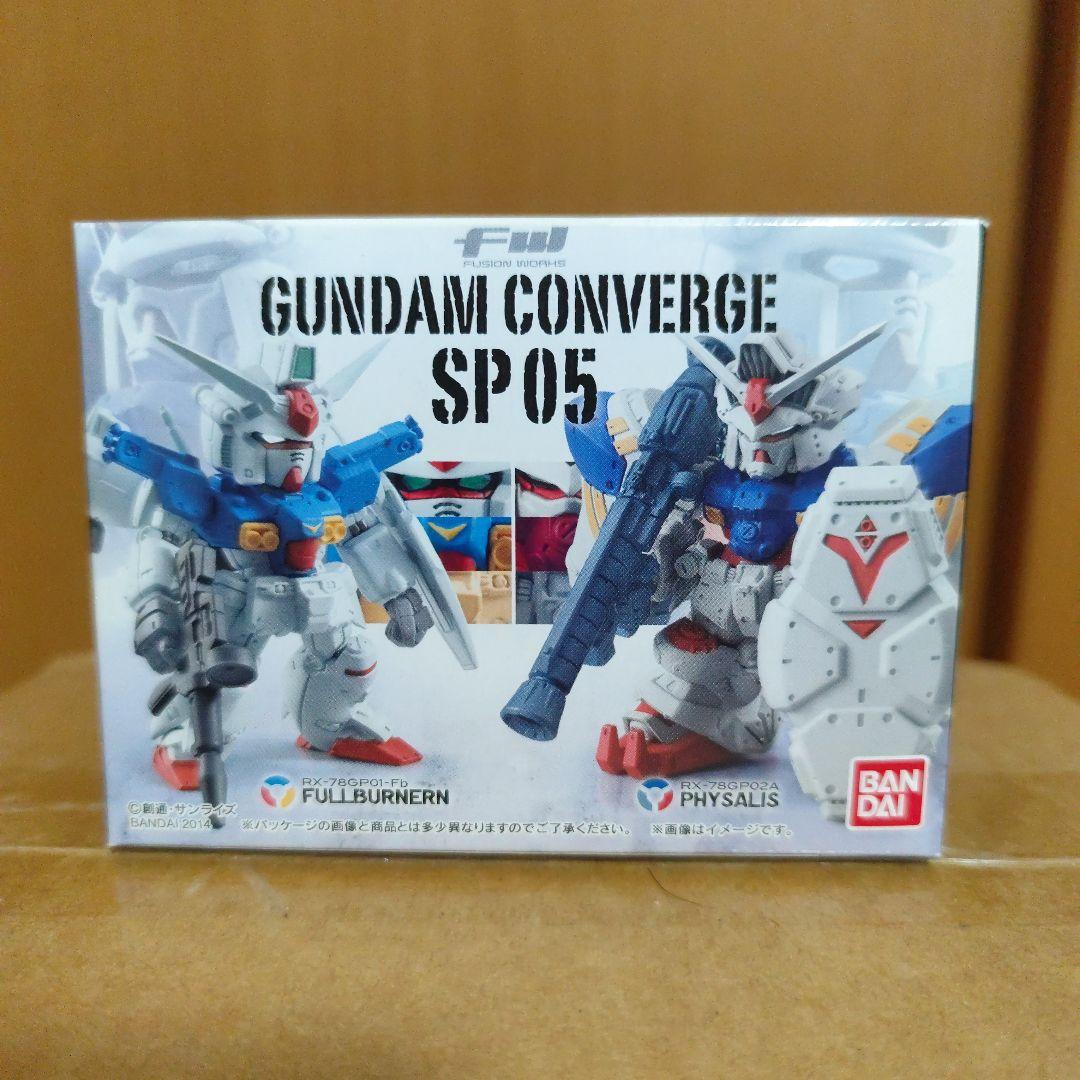 FW
FUSION WORKS
GUNDAM CONVERGE
SP 05
RX-78GP01-Fb
FULLBURNERN
RX-78GP02A
PHYSALIS
BAN
DAI
©創通・サンライズ
BANDAI 2014
※パッケージの画像と商品とは多少異なりますのでご了承ください。 ※画像はイメージです。